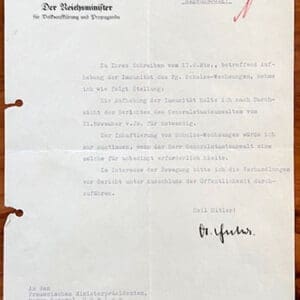 Der Reichsminister
für Volksaufklärung und Propaganda
Zu Ihrem Schreiben vom 17. d.Mts., betreffend Auf-
hebung der Immunität des Pg. Scholze-Wechsungen, nehme
ich wie folgt Stellung:
Die Aufhebung der Immunität halte ich nach Durch-
sicht des Berichtes des Generalstaatsanwaltes vom
11.November v.Js. für notwendig.
Der Inhaftierung von Schulze-Wechsungen würde ich
nur zustimmen, wenn der Herr Generalstaatsanwalt eine
solche für unbedingt erforderlich hielte.
Im Interesse der Bewegung bitte ich die Verhandlungen
vor Gericht unter Ausschluss der Öffentlichkeit durch-
zuführen.
Heil Hitler!
An den
Preussischen Ministerpräsidenten,